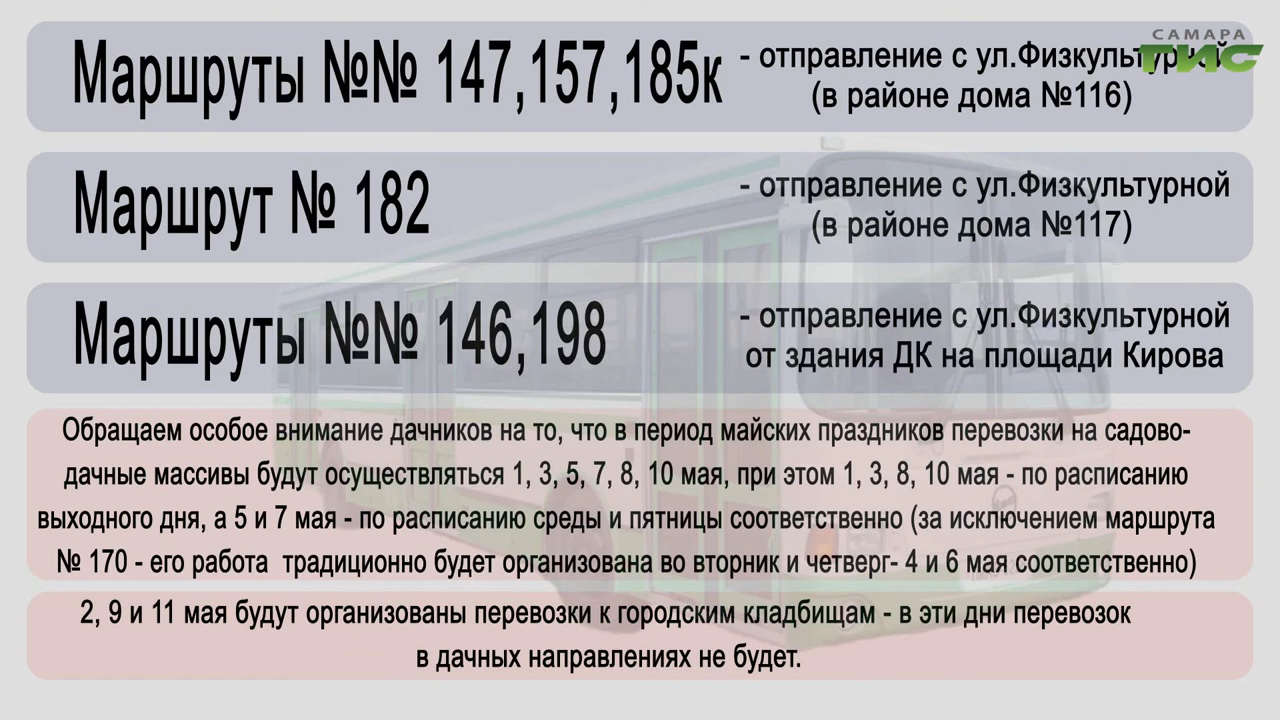 САМАРА
ГИС
Маршруты №№ 147,157,185к
- отправление с ул.Физкультурной
(в районе дома №116)
Маршрут № 182
- отправление с ул.Физкультурной
(в районе дома №117)
Маршруты №№ 146,198
- отправление с ул.Физкультурной
от здания ДК на площади Кирова
Обращаем особое внимание дачников на то, что в период майских праздников перевозки на садово-
дачные массивы будут осуществляться 1, 3, 5, 7, 8, 10 мая, при этом 1, 3, 8, 10 мая - по расписанию
выходного дня, а 5 и 7 мая - по расписанию среды и пятницы соответственно (за исключением маршрута
№ 170 - его работа традиционно будет организована во вторник и четверг- 4 и 6 мая соответственно)
2, 9 и 11 мая будут организованы перевозки к городским кладбищам - в эти дни перевозок
в дачных направлениях не будет.